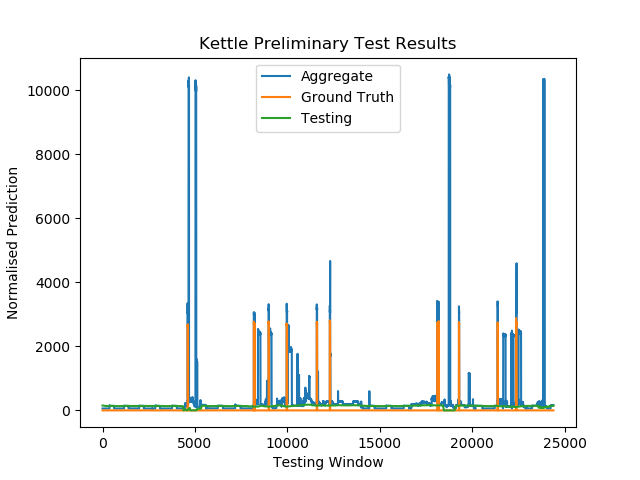 Kettle Preliminary Test Results
Aggregate
Ground Truth
Testing
10000
8000
6000
4000
2000
0
Normalised Prediction
0 5000 10000 15000 20000 25000
Testing Window